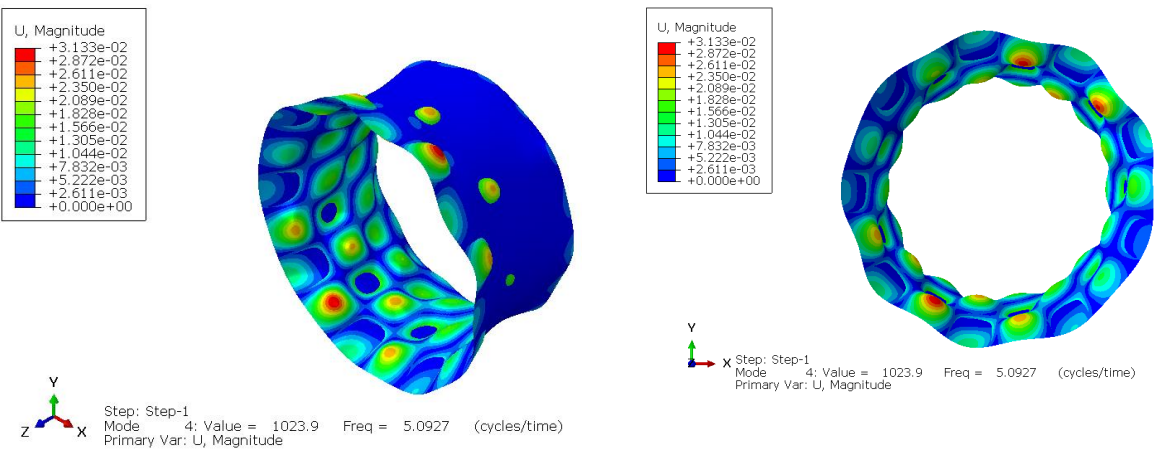 U, Magnitude
+3.133e-02
+2.872e-02
+2.611e-02
+2.350e-02
+2.089e-02
+1.828e-02
+1.566e-02
+1.305e-02
+1.044e-02
+7.832e-03
+5.222e-03
+2.611e-03
+0.000e+00
Y
Z
X
Step: Step-1
Mode 4: Value = 1023.9 Freq = 5.0927 (cycles/time)
Primary Var: U, Magnitude
U, Magnitude
+3.133e-02
+2.872e-02
+2.611e-02
+2.350e-02
+2.089e-02
+1.828e-02
+1.566e-02
+1.305e-02
+1.044e-02
+7.832e-03
+5.222e-03
+2.611e-03
+0.000e+00
Y
X
Step: Step-1
Mode 4: Value = 1023.9 Freq = 5.0927 (cycles/time)
Primary Var: U, Magnitude